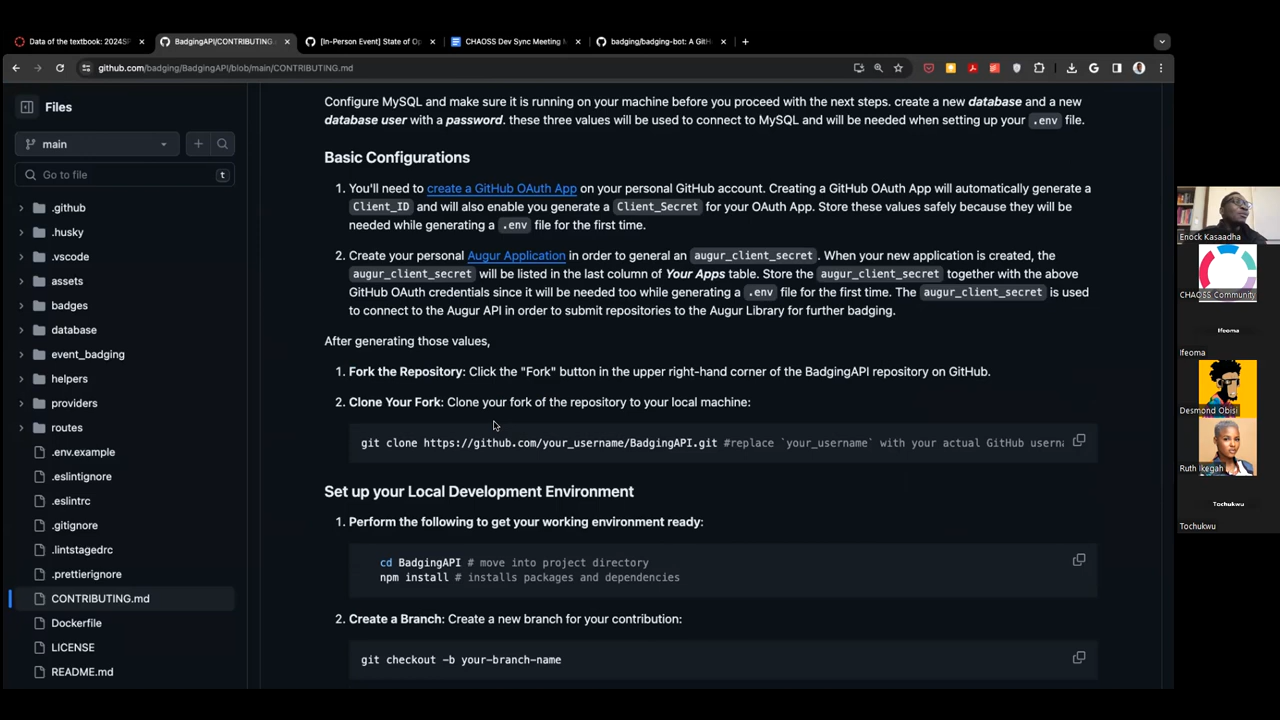 Data of the textbook: 2024SP
BadgingAPI/CONTRIBUTING.
[In-Person Event] State of Op
CHAOSS Dev Sync Meeting
badging/badging-bot: A GitH
github.com/badging/BadgingAPI/blob/main/CONTRIBUTING.md
Files
main
Go to file
t
.github
.husky
.vscode
assets
badges
database
event_badging
helpers
providers
routes
.env.example
.eslintignore
.eslintrc
.gitignore
.lintstagedrc
.prettierignore
CONTRIBUTING.md
Dockerfile
LICENSE
README.md
Configure MySQL and make sure it is running on your machine before you proceed with the next steps. create a new database and a new
database user with a password. these three values will be used to connect to MySQL and will be needed when setting up your .env file.
Basic Configurations
1. You'll need to create a GitHub OAuth App on your personal GitHub account. Creating a GitHub OAuth App will automatically generate a
Client_ID and will also enable you generate a Client_Secret for your OAuth App. Store these values safely because they will be
needed while generating a .env file for the first time.
2. Create your personal Augur Application in order to general an augur_client_secret. When your new application is created, the
augur_client_secret will be listed in the last column of Your Apps table. Store the augur_client_secret together with the above
GitHub OAuth credentials since it will be needed too while generating a .env file for the first time. The augur_client_secret is used
to connect to the Augur API in order to submit repositories to the Augur Library for further badging.
After generating those values,
1. Fork the Repository: Click the "Fork" button in the upper right-hand corner of the BadgingAPI repository on GitHub.
2. Clone Your Fork: Clone your fork of the repository to your local machine:
git clone https://github.com/your_username/BadgingAPI.git #replace `your_username` with your actual GitHub userna
Set up your Local Development Environment
1. Perform the following to get your working environment ready:
cd BadgingAPI # move into project directory
npm install # installs packages and dependencies
2. Create a Branch: Create a new branch for your contribution:
git checkout -b your-branch-name
Enock Kasaadha
CHAOSS Community
Ifeoma
Ifeoma
Desmond Obisi
Ruth Ikegah
Tochukwu
Tochukwu